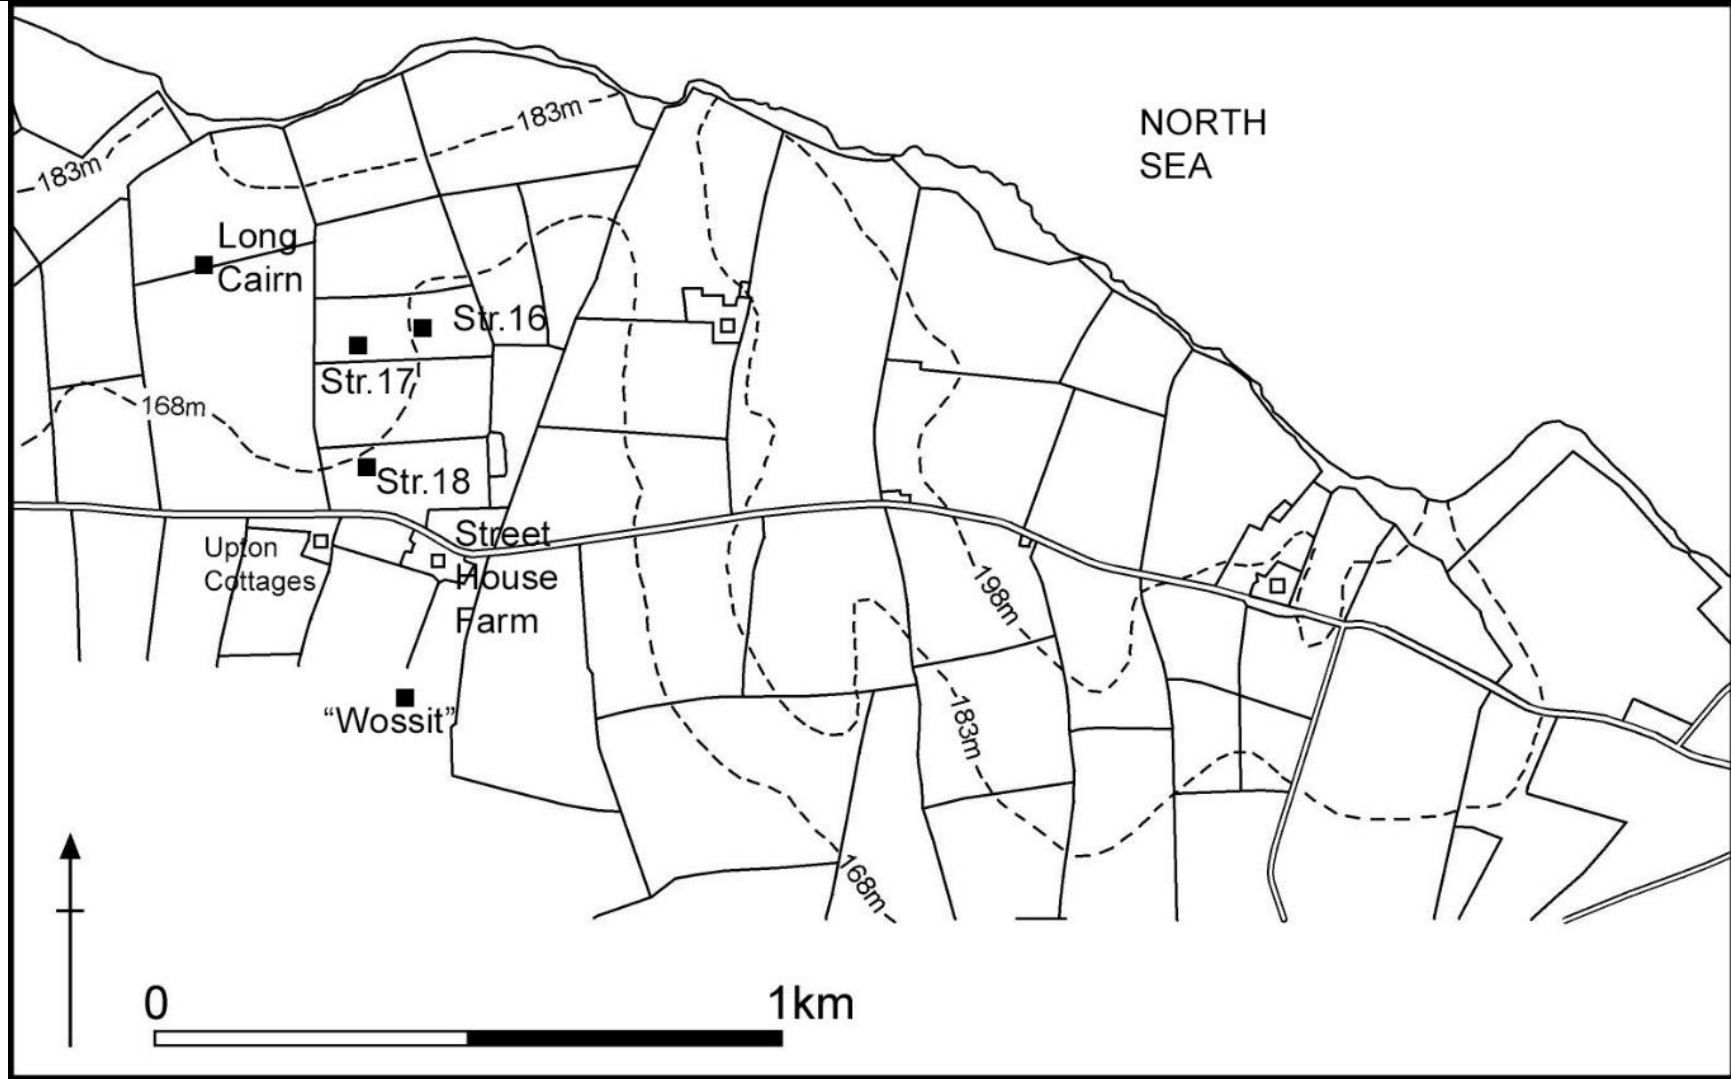 NORTH
SEA
183m
183m
Long
Cairn
Str.16
Str.17
168m
Str.18
Street
House
Farm
Upton
Cottages
198m
"Wossit"
183m
168m
0
1km